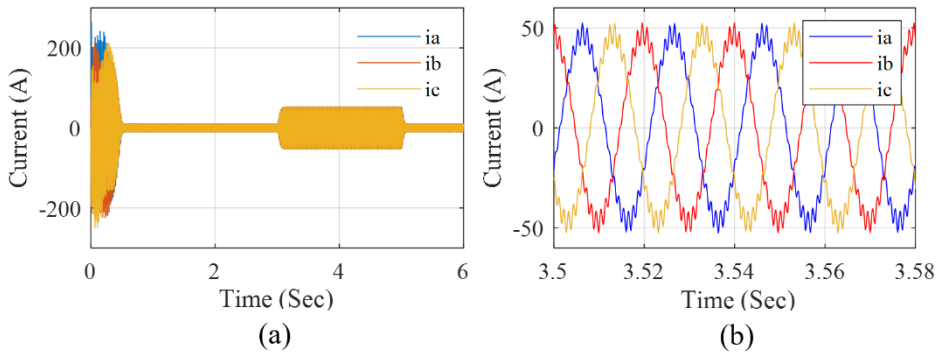 ia
ib
ic
200
0
-200
Current (A)
0
2
4
6
Time (Sec)
(a)
ia
ib
ic
50
0
-50
Current (A)
3.5
3.52
3.54
3.56
3.58
Time (Sec)
(b)